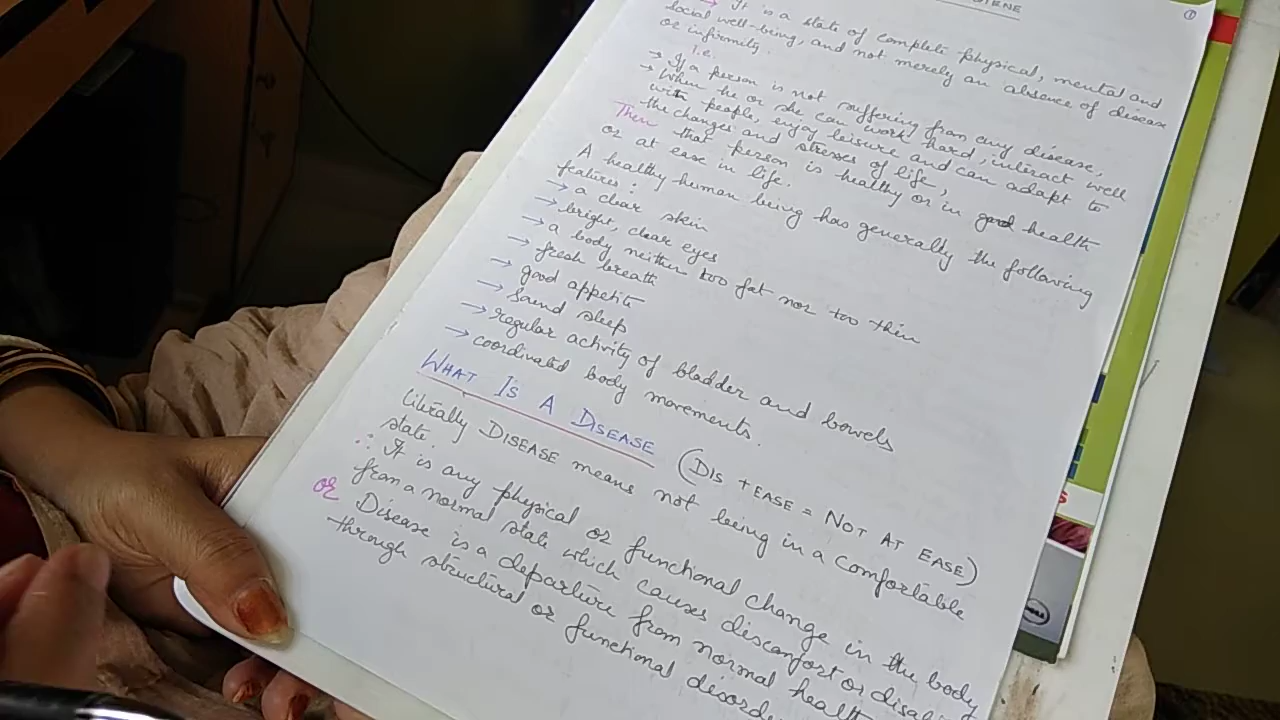 ①
→ It is a state of complete physical, mental and
social well-being, and not merely an absence of disease
or infirmity.
i.e.
→ If a person is not suffering from any disease,
→ When he or she can work hard, interact well
with people, enjoy leisure and can adapt to
the changes and stresses of life,
Then that person is healthy or in good health
or at ease in life.
A healthy human being has generally the following
features :
→ a clear skin
→ bright, clear eyes
→ a body neither too fat nor too thin
→ fresh breath
→ good appetite
→ sound sleep
→ regular activity of bladder and bowels
→ coordinated body movements.
WHAT IS A DISEASE (DIS + EASE = NOT AT EASE)
Literally DISEASE means not being in a comfortable
state.
∴ It is any physical or functional change in the body
from a normal state which causes discomfort or
or Disease is a departure from normal health
through structural or functional
DELL